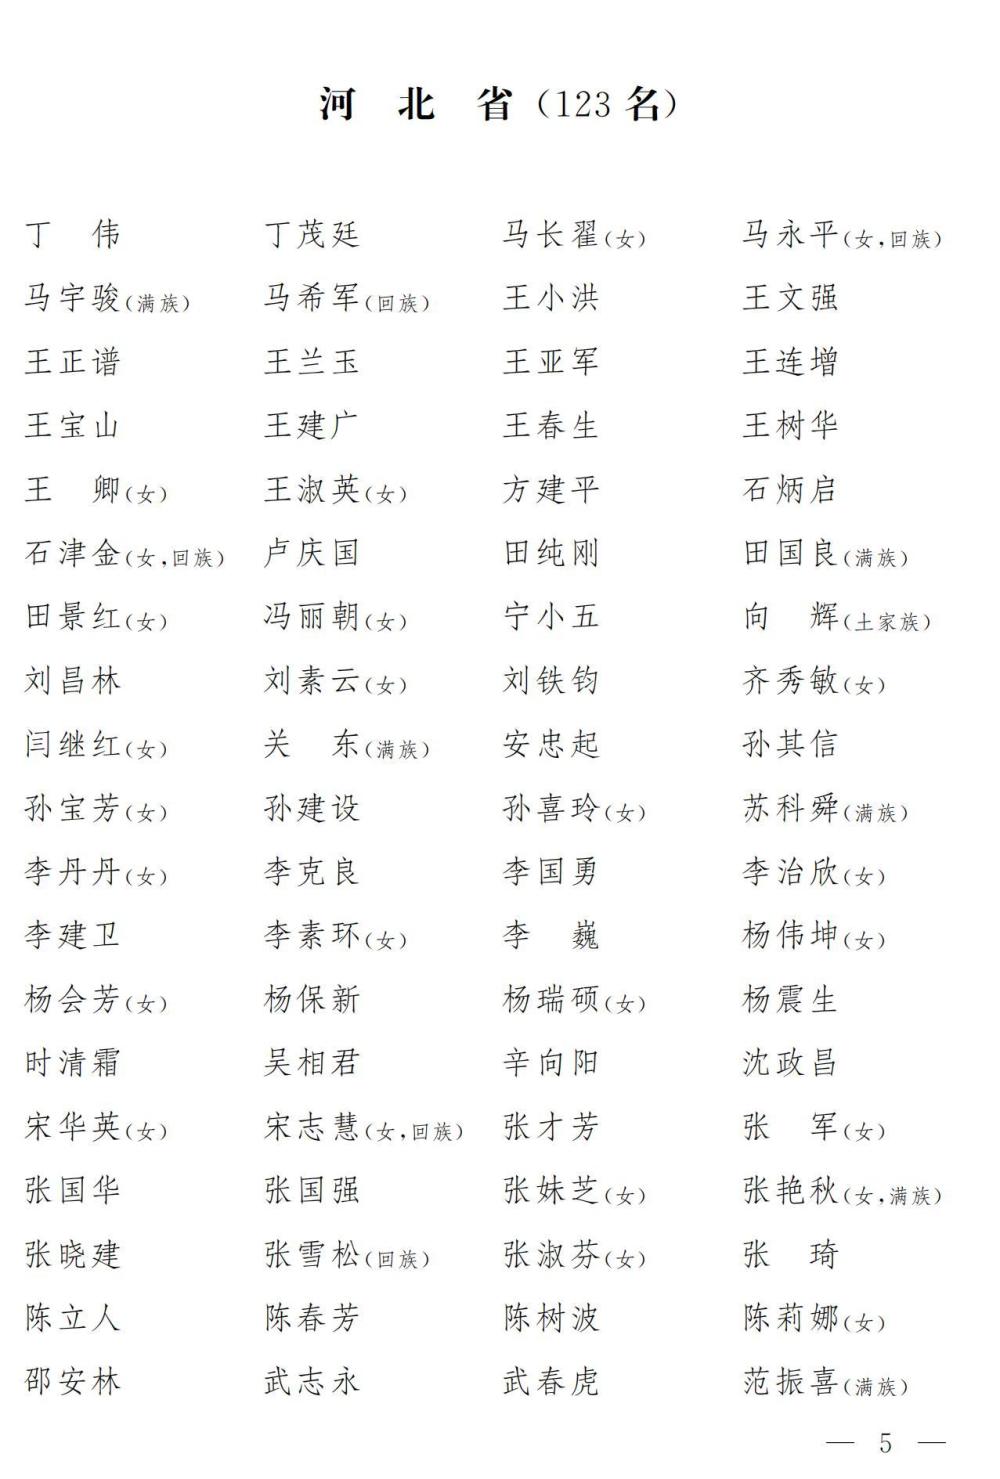 河 北 省（123 名）
丁 伟 丁茂廷 马长翟（女） 马永平（女，回族）
马宇骏（满族） 马希军（回族） 王小洪 王文强
王正谱 王兰玉 王亚军 王连增
王宝山 王建广 王春生 王树华
王 卿（女） 王淑英（女） 方建平 石炳启
石津金（女，回族） 卢庆国 田纯刚 田国良（满族）
田景红（女） 冯丽朝（女） 宁小五 向 辉（土家族）
刘昌林 刘素云（女） 刘铁钧 齐秀敏（女）
闫继红（女） 关 东（满族） 安忠起 孙其信
孙宝芳（女） 孙建设 孙喜玲（女） 苏科舜（满族）
李丹丹（女） 李克良 李国勇 李治欣（女）
李建卫 李素环（女） 李 巍 杨伟坤（女）
杨会芳（女） 杨保新 杨瑞硕（女） 杨震生
时清霜 吴相君 辛向阳 沈政昌
宋华英（女） 宋志慧（女，回族） 张才芳 张 军（女）
张国华 张国强 张妹芝（女） 张艳秋（女，满族）
张晓建 张雪松（回族） 张淑芬（女） 张 琦
陈立人 陈春芳 陈树波 陈莉娜（女）
邵安林 武志永 武春虎 范振喜（满族）
— 5 —